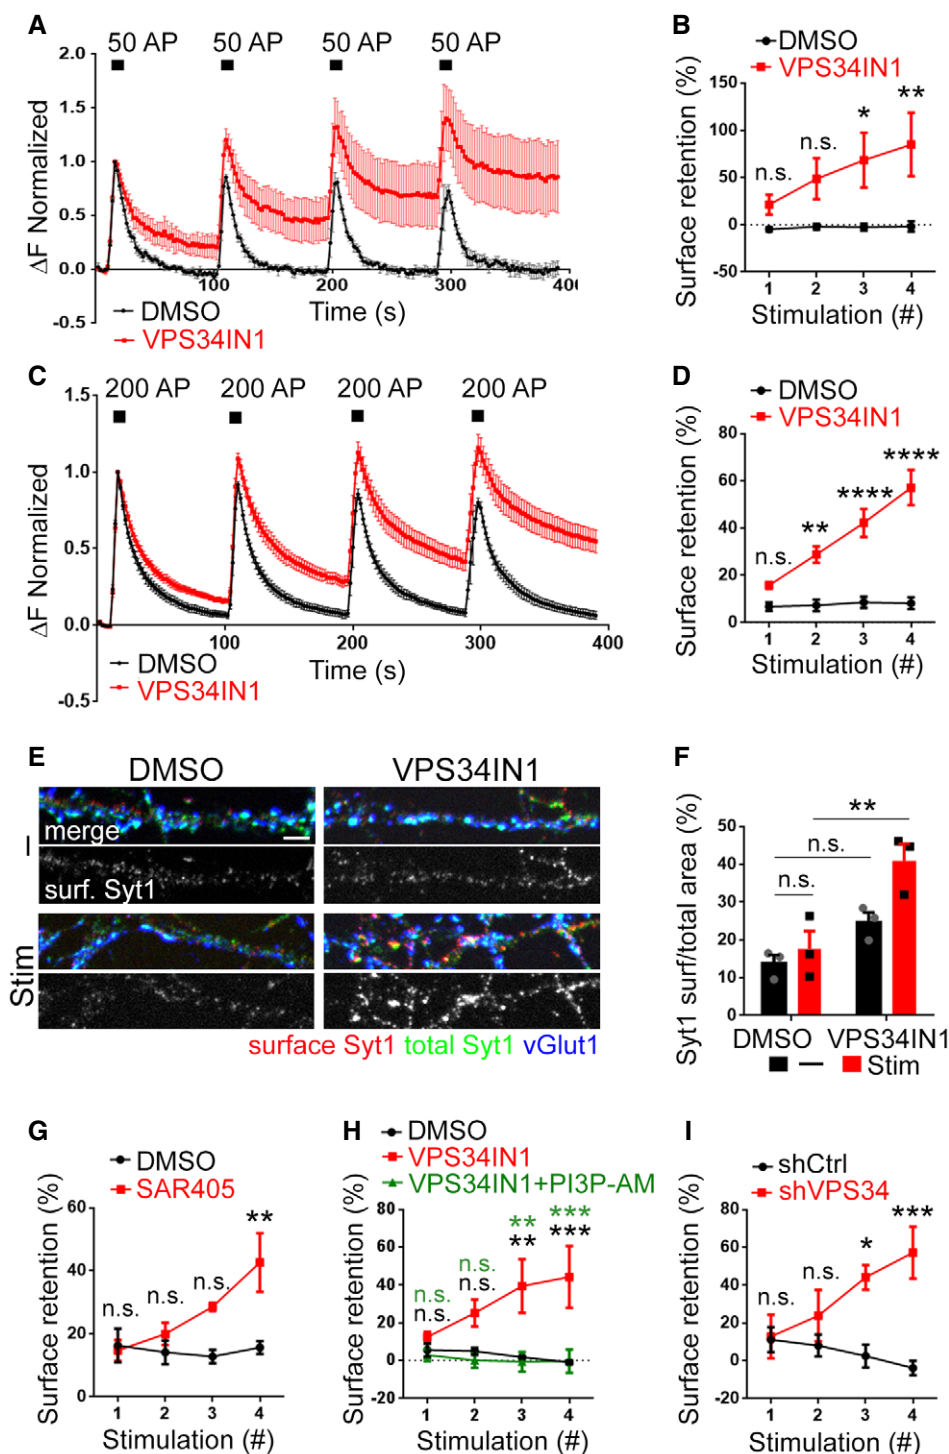 A
50 AP 50 AP 50 AP 50 AP
2.0
1.5
1.0
0.5
0.0
-0.5
ΔF Normalized
100 200 300 400
Time (s)
DMSO
VPS34IN1
B
DMSO
VPS34IN1
Surface retention (%)
150
100
50
0
-50
n.s. n.s. * **
1 2 3 4
Stimulation (#)
C
200 AP 200 AP 200 AP 200 AP
1.5
1.0
0.5
0.0
-0.5
ΔF Normalized
100 200 300 400
Time (s)
DMSO
VPS34IN1
D
DMSO
VPS34IN1
Surface retention (%)
80
60
40
20
0
n.s. ** **** ****
1 2 3 4
Stimulation (#)
E
DMSO VPS34IN1
–
merge
surf. Syt1
Stim
surface Syt1 total Syt1 vGlut1
F
Syt1 surf/total area (%)
50
40
30
20
10
0
**
n.s.
n.s.
DMSO VPS34IN1
– Stim
G
DMSO
SAR405
Surface retention (%)
60
40
20
0
n.s. n.s. n.s. **
1 2 3 4
Stimulation (#)
H
DMSO
VPS34IN1
VPS34IN1+PI3P-AM
Surface retention (%)
80
60
40
20
0
-20
n.s. n.s. ** ***
n.s. n.s. ** ***
1 2 3 4
Stimulation (#)
I
shCtrl
shVPS34
Surface retention (%)
80
60
40
20
0
-20
n.s. n.s. * ***
1 2 3 4
Stimulation (#)